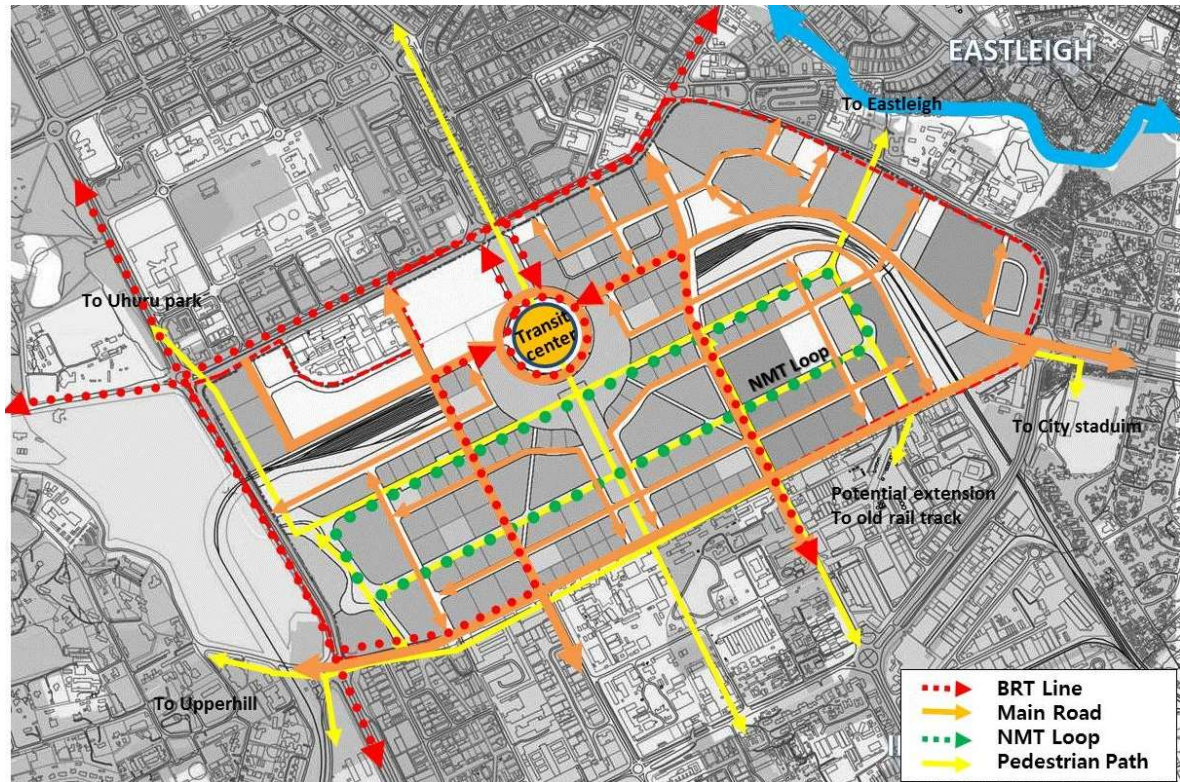 EASTLEIGH
To Eastleigh
To Uhuru park
Transit
center
NMT Loop
To City staduim
Potential extension
To old rail track
To Upperhill
BRT Line
Main Road
NMT Loop
Pedestrian Path